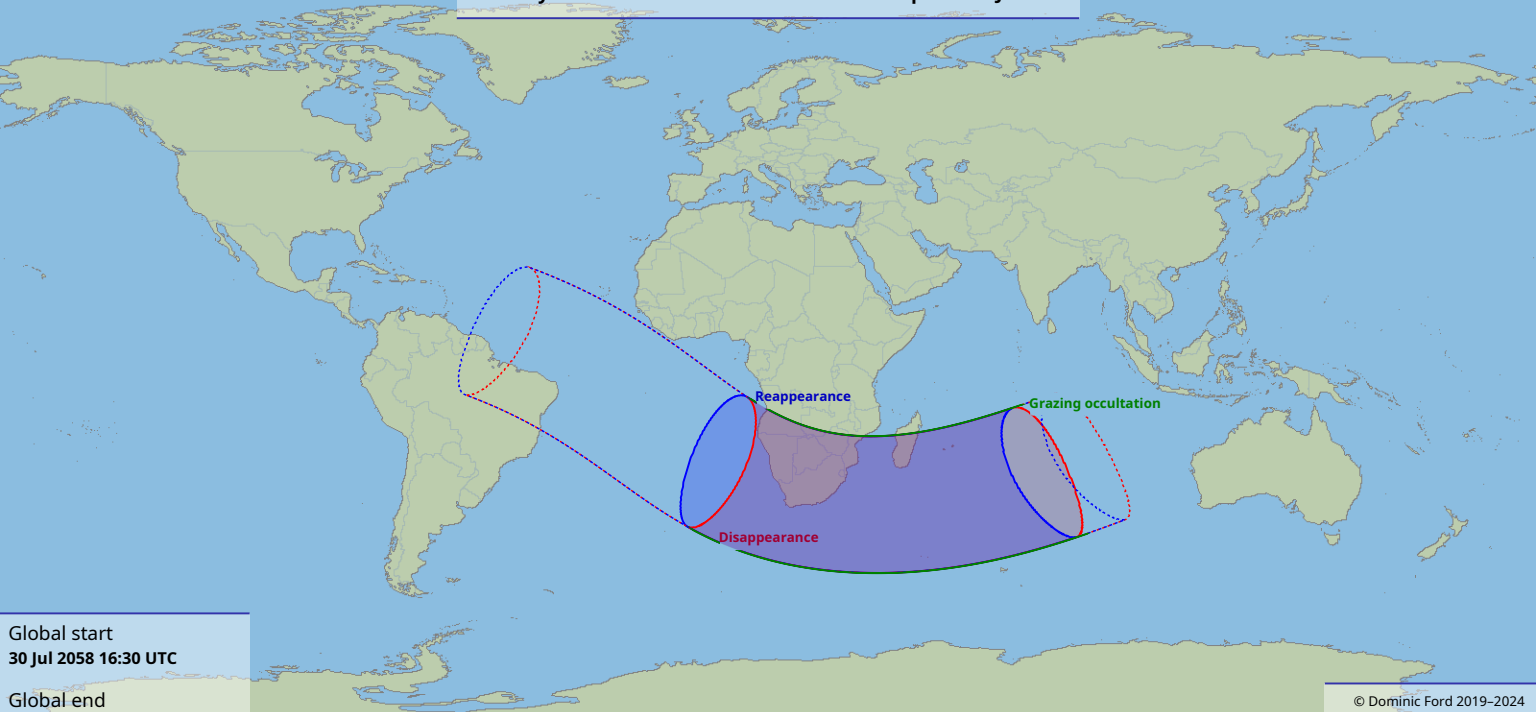 Reappearance
Grazing occultation
Disappearance
Global start
30 Jul 2058 16:30 UTC
Global end
© Dominic Ford 2019–2024